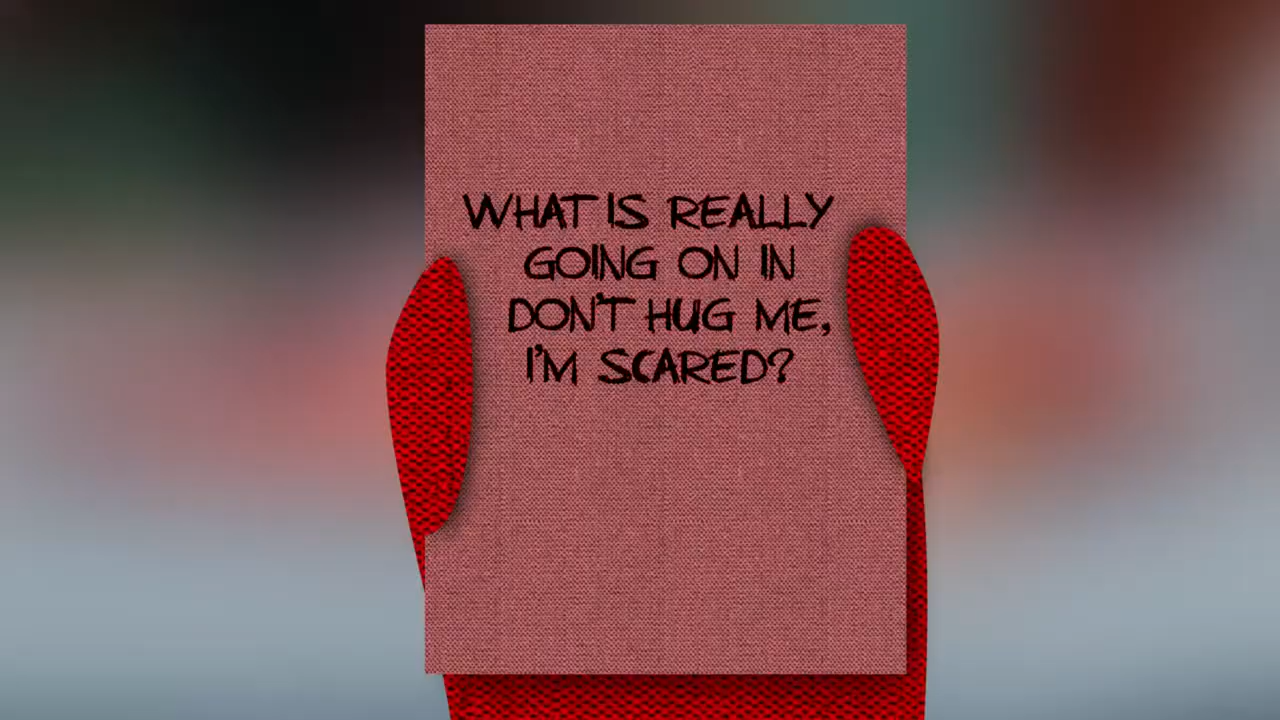 WHAT IS REALLY
GOING ON IN
DON'T HUG ME,
I'M SCARED?